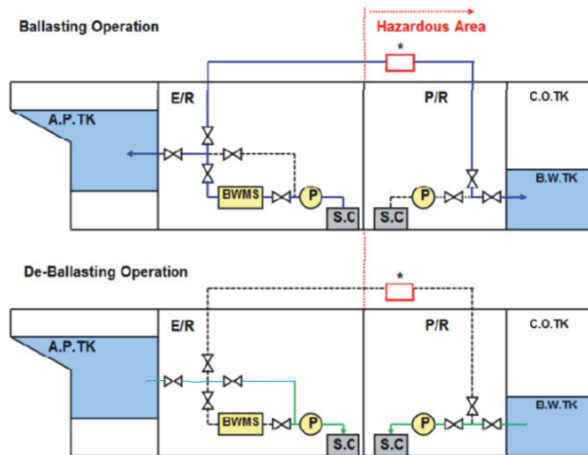 Ballasting Operation
Hazardous Area
*
E/R
P/R
C.O.TK
A.P.TK
BWMS
P
S.C
S.C
P
B.W.TK
De-Ballasting Operation
*
E/R
P/R
C.O.TK
A.P.TK
BWMS
P
S.C
S.C
P
B.W.TK